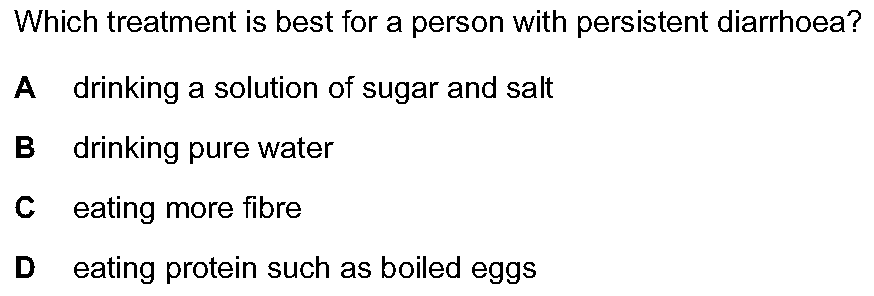 Which treatment is best for a person with persistent diarrhoea?
A drinking a solution of sugar and salt
B drinking pure water
C eating more fibre
D eating protein such as boiled eggs